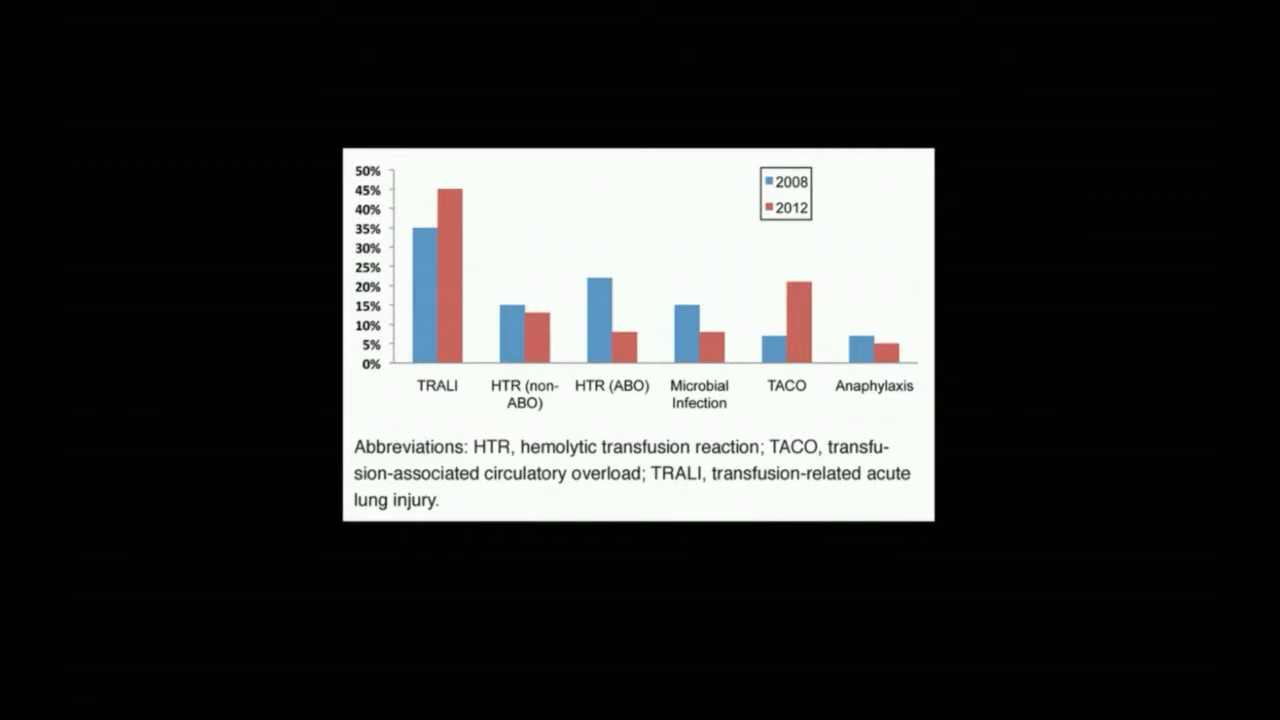 50%
45%
40%
35%
30%
25%
20%
15%
10%
5%
0%
2008
2012
TRALI
HTR (non-
ABO)
HTR (ABO)
Microbial
Infection
TACO
Anaphylaxis
Abbreviations: HTR, hemolytic transfusion reaction; TACO, transfu-
sion-associated circulatory overload; TRALI, transfusion-related acute
lung injury.